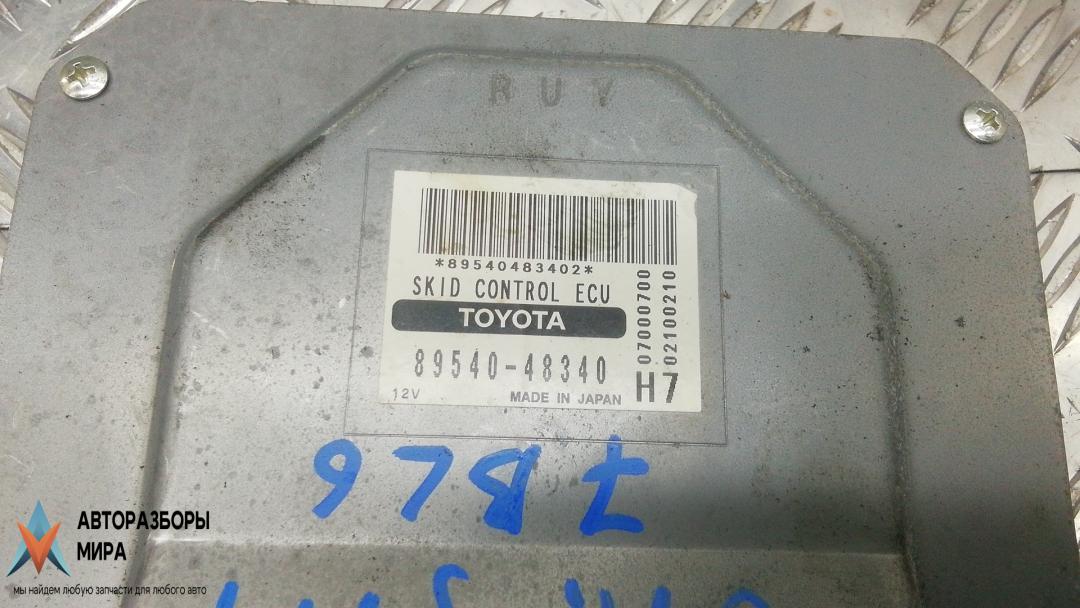 *89540483402*
SKID CONTROL ECU
TOYOTA
89540-48340
12V MADE IN JAPAN
H7
07000700
02100210
АВТОРАЗБОРЫ
МИРА
мы найдем любую запчасти для любого авто